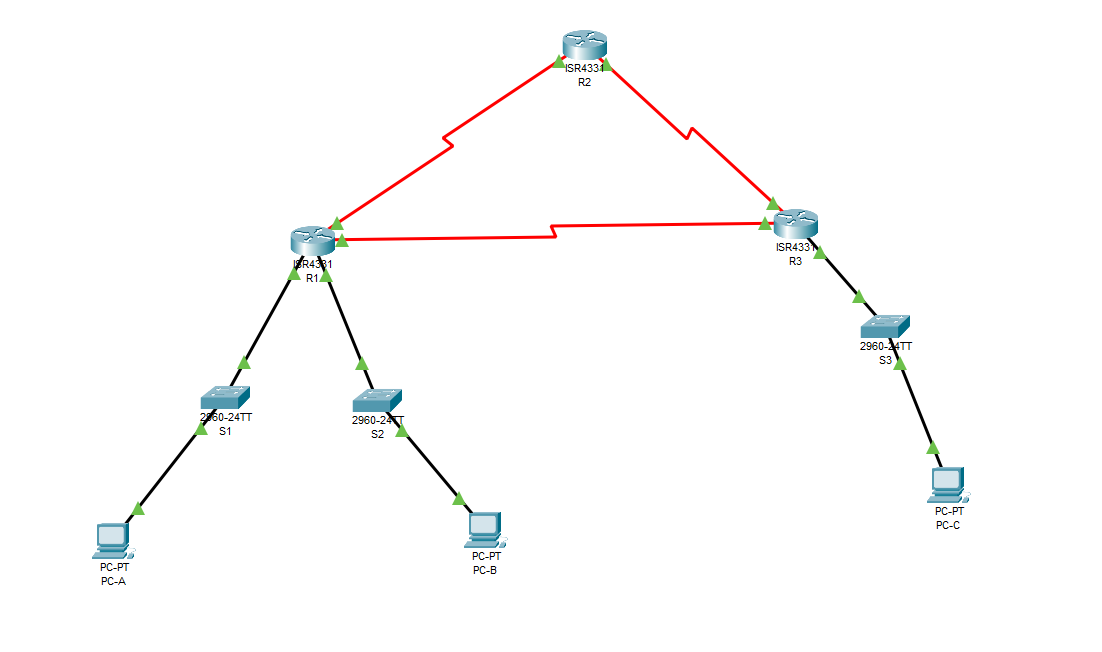 ISR4331
R2
ISR4331
R1
ISR4331
R3
2960-24TT
S3
2960-24TT
S1
2960-24TT
S2
PC-PT
PC-C
PC-PT
PC-B
PC-PT
PC-A